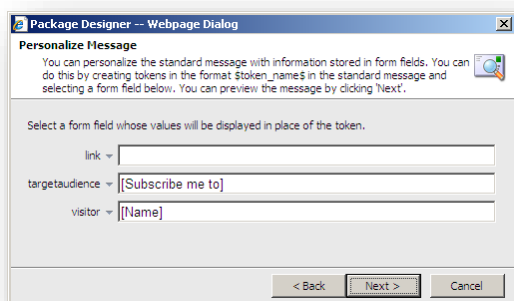 Package Designer -- Webpage Dialog
Personalize Message
You can personalize the standard message with information stored in form fields. You can
do this by creating tokens in the format $token_name$ in the standard message and
selecting a form field below. You can preview the message by clicking 'Next'.
Select a form field whose values will be displayed in place of the token.
link
targetaudience [Subscribe me to]
visitor [Name]
< Back Next > Cancel